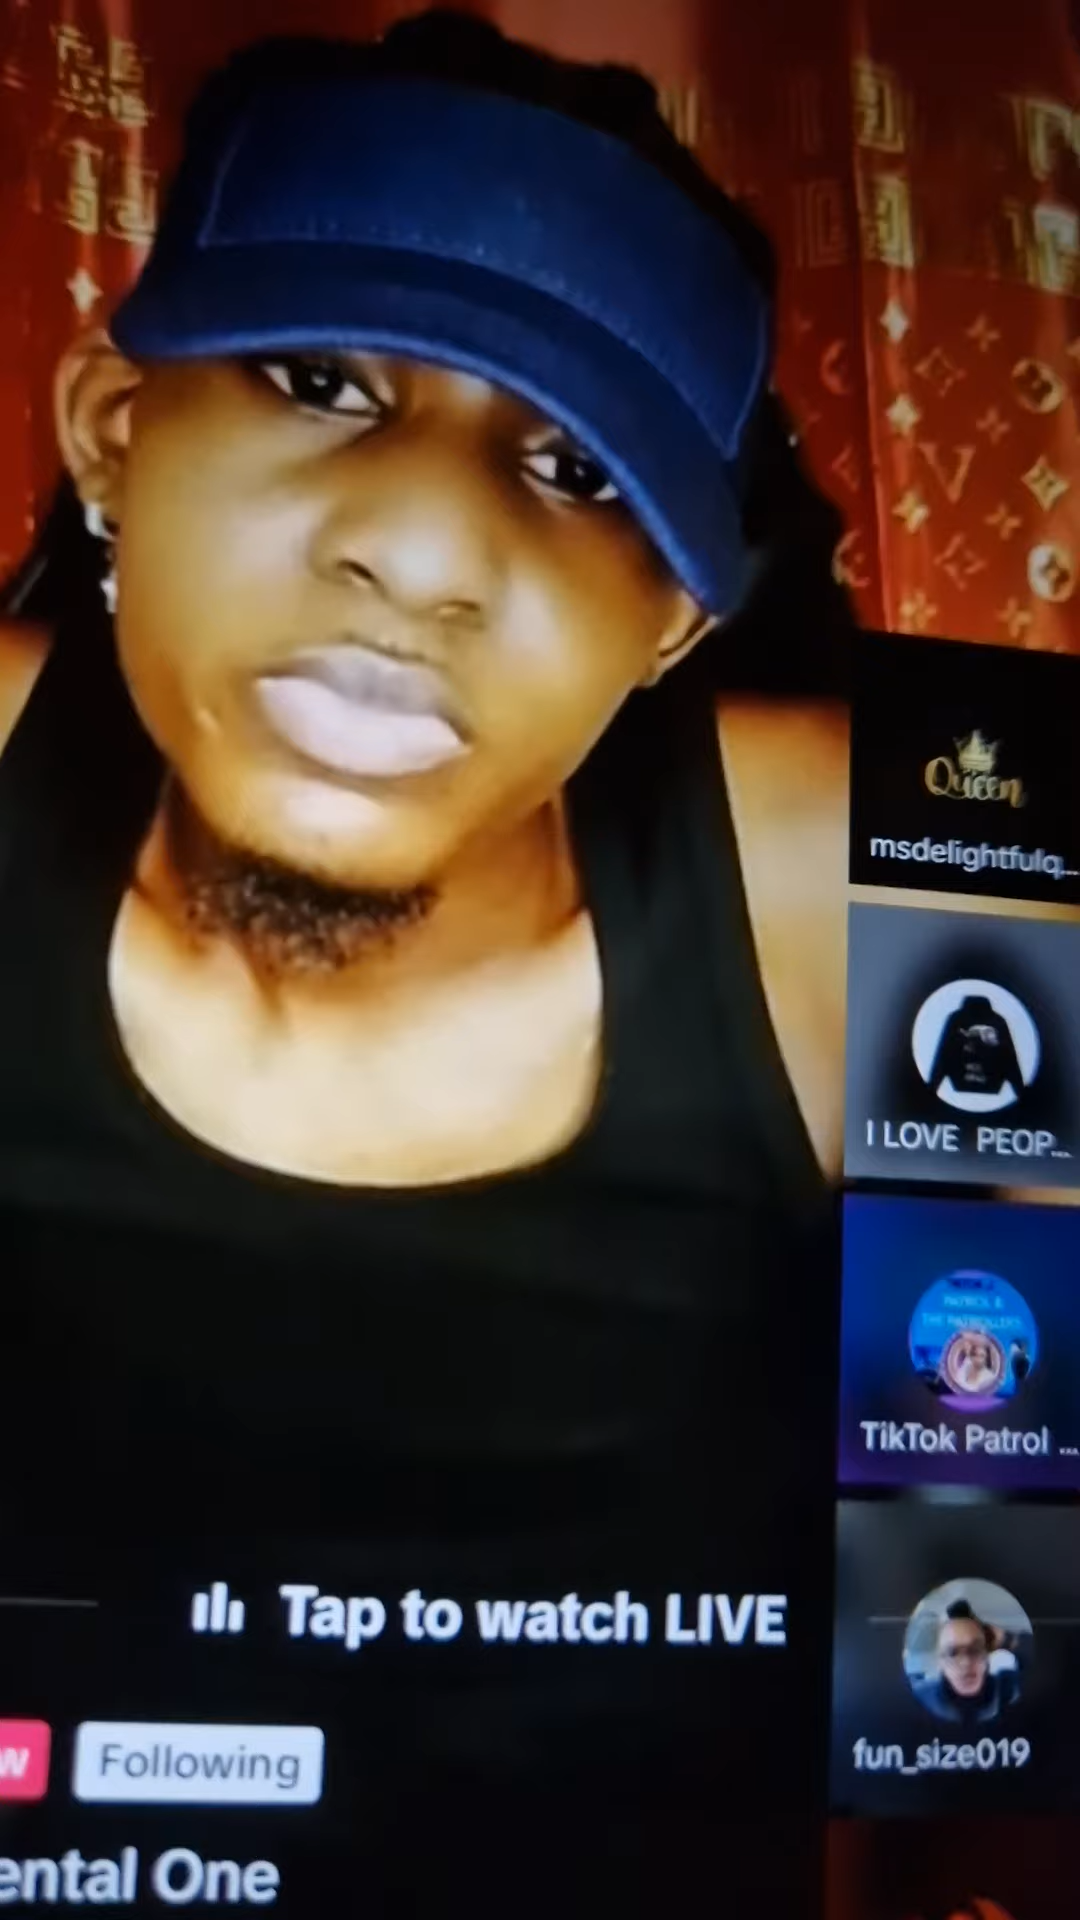 Queen
msdelightfulq...
I LOVE PEOP...
TikTok Patrol ...
fun_size019
Tap to watch LIVE
w
Following
ental One